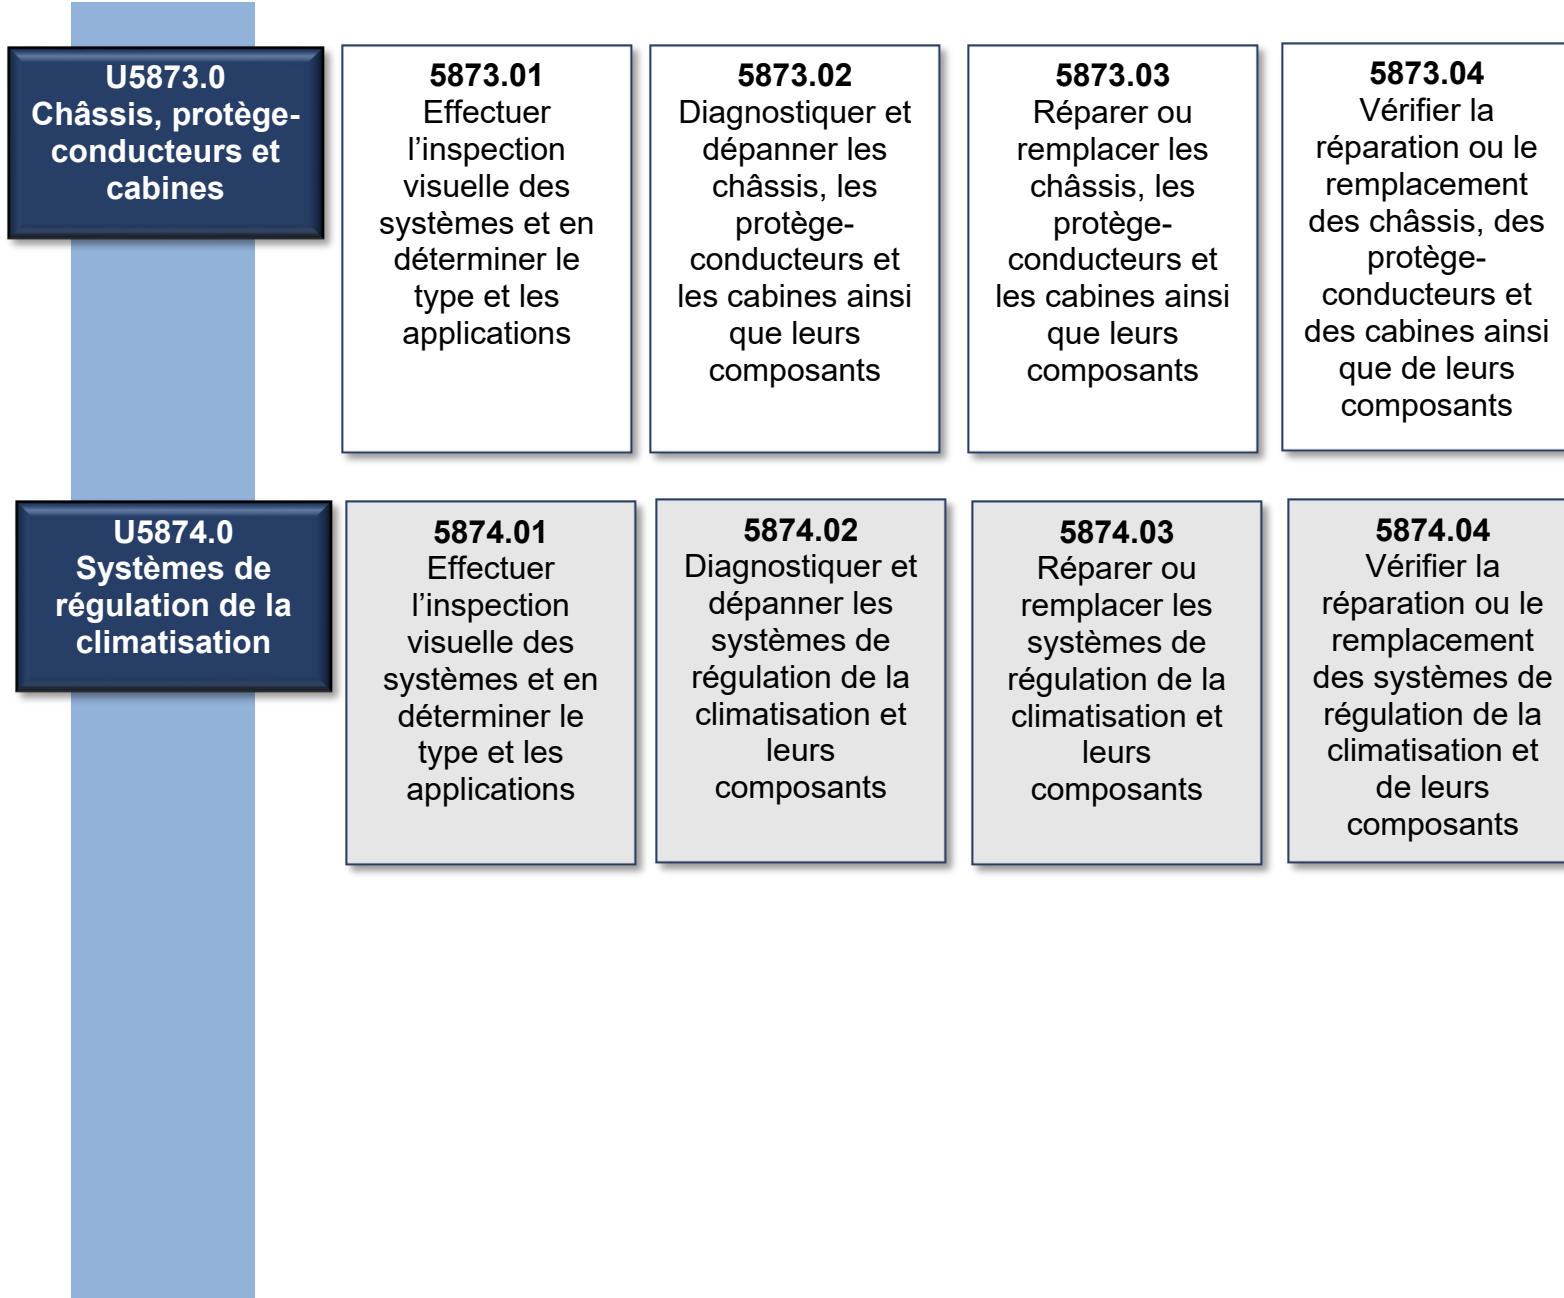 U5873.0
Châssis, protège-
conducteurs et
cabines
5873.01
Effectuer
l’inspection
visuelle des
systèmes et en
déterminer le
type et les
applications
5873.02
Diagnostiquer et
dépanner les
châssis, les
protège-
conducteurs et
les cabines ainsi
que leurs
composants
5873.03
Réparer ou
remplacer les
châssis, les
protège-
conducteurs et
les cabines ainsi
que leurs
composants
5873.04
Vérifier la
réparation ou le
remplacement
des châssis, des
protège-
conducteurs et
des cabines ainsi
que de leurs
composants
U5874.0
Systèmes de
régulation de la
climatisation
5874.01
Effectuer
l’inspection
visuelle des
systèmes et en
déterminer le
type et les
applications
5874.02
Diagnostiquer et
dépanner les
systèmes de
régulation de la
climatisation et
leurs
composants
5874.03
Réparer ou
remplacer les
systèmes de
régulation de la
climatisation et
leurs
composants
5874.04
Vérifier la
réparation ou le
remplacement
des systèmes de
régulation de la
climatisation et
de leurs
composants